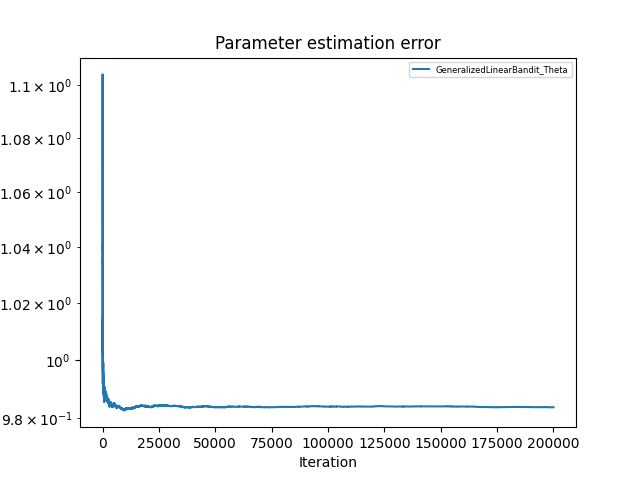 Parameter estimation error
GeneralizedLinearBandit_Theta
1.1 × 10⁰
1.08 × 10⁰
1.06 × 10⁰
1.04 × 10⁰
1.02 × 10⁰
10⁰
9.8 × 10⁻¹
0 25000 50000 75000 100000 125000 150000 175000 200000
Iteration